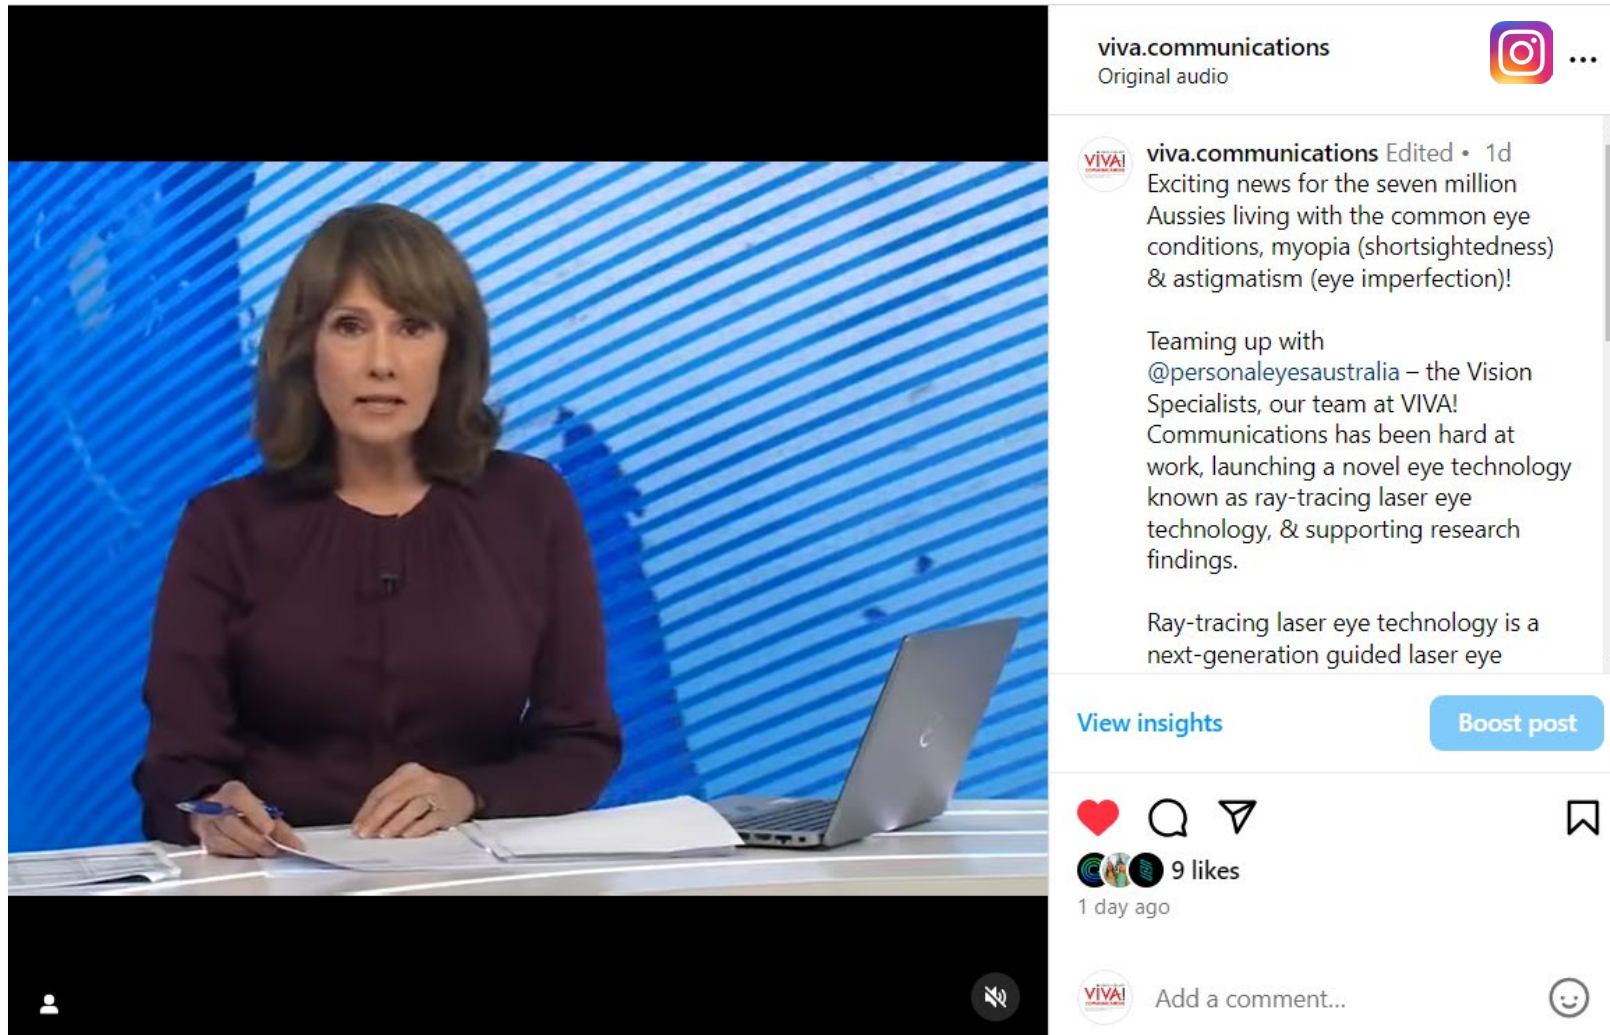 viva.communications
Original audio
VIVA!
viva.communications Edited • 1d
Exciting news for the seven million
Aussies living with the common eye
conditions, myopia (shortsightedness)
& astigmatism (eye imperfection)!
Teaming up with
@personaleyesaustralia – the Vision
Specialists, our team at VIVA!
Communications has been hard at
work, launching a novel eye technology
known as ray-tracing laser eye
technology, & supporting research
findings.
Ray-tracing laser eye technology is a
next-generation guided laser eye
View insights
Boost post
9 likes
1 day ago
VIVA!
Add a comment...